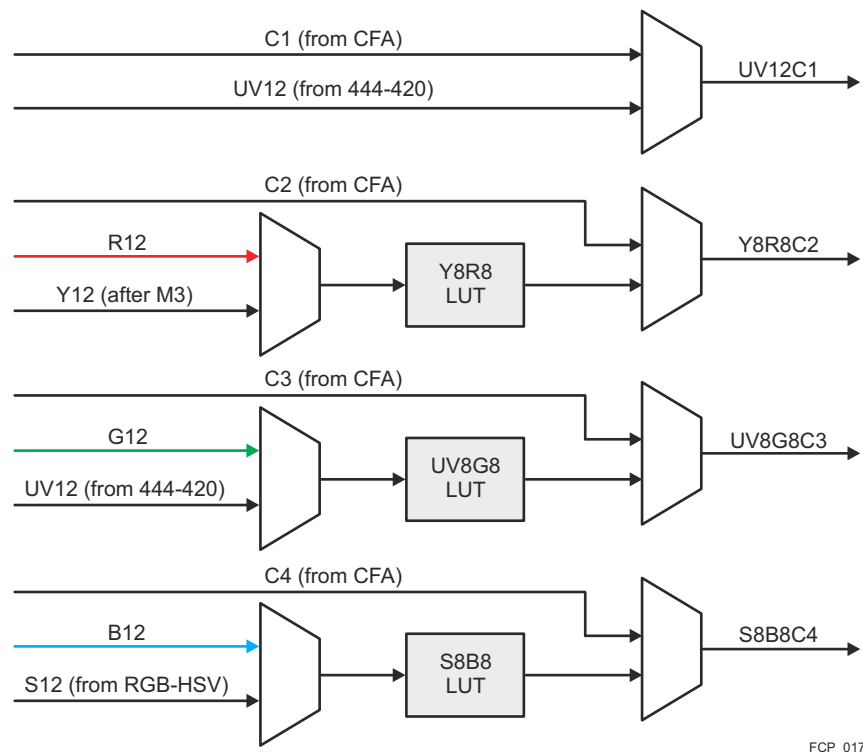 C1 (from CFA)
UV12 (from 444-420)
UV12C1
C2 (from CFA)
R12
Y12 (after M3)
Y8R8
LUT
Y8R8C2
C3 (from CFA)
G12
UV12 (from 444-420)
UV8G8
LUT
UV8G8C3
C4 (from CFA)
B12
S12 (from RGB-HSV)
S8B8
LUT
S8B8C4
FCP_017